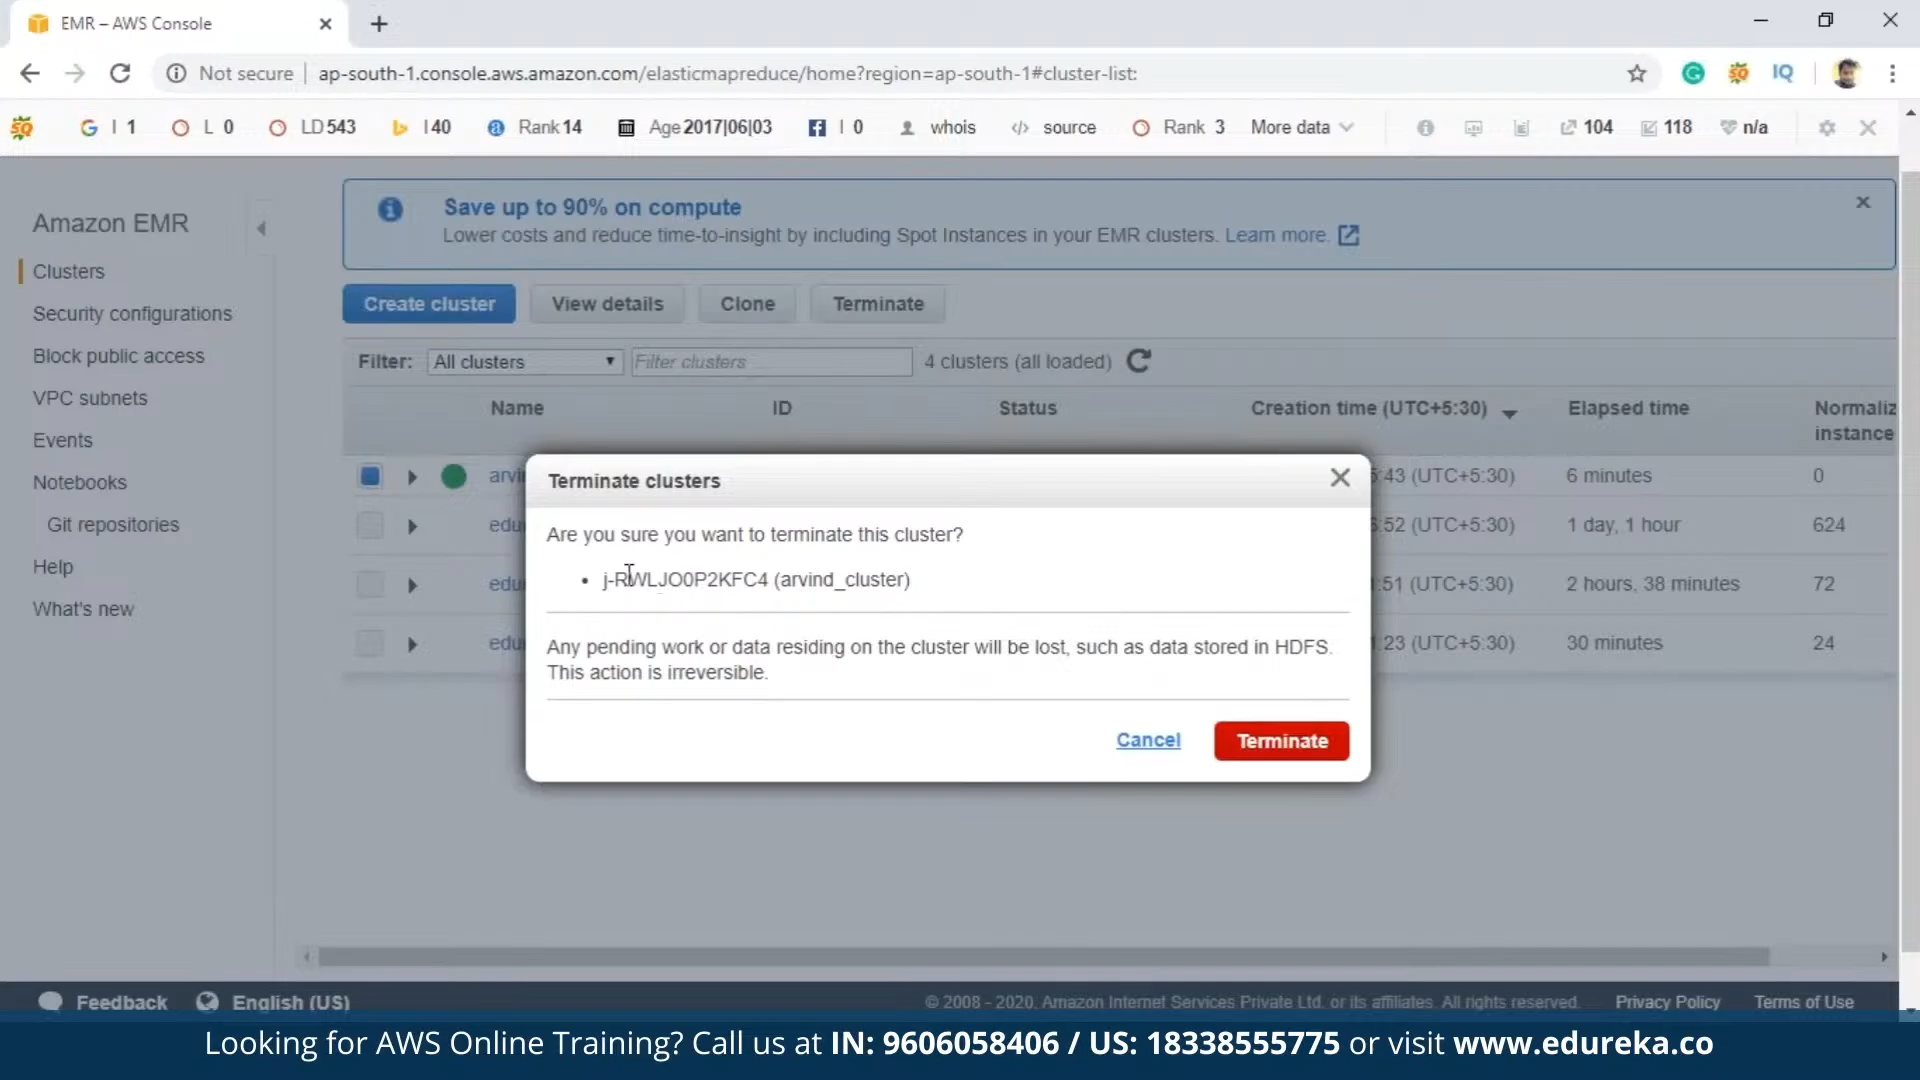 EMR – AWS Console
Not secure
ap-south-1.console.aws.amazon.com/elasticmapreduce/home?region=ap-south-1#cluster-list:
IQ
SQ G I 1 L 0 LD 543 I 40 Rank 14 Age 2017|06|03 I 0 whois source Rank 3 More data 104 118 n/a
Amazon EMR
Clusters
Security configurations
Block public access
VPC subnets
Events
Notebooks
Git repositories
Help
What's new
Save up to 90% on compute
Lower costs and reduce time-to-insight by including Spot Instances in your EMR clusters. Learn more.
Create cluster View details Clone Terminate
Filter: All clusters Filter clusters ... 4 clusters (all loaded)
Name ID Status Creation time (UTC+5:30) Elapsed time Normaliz
instance
arvi 5:43 (UTC+5:30) 6 minutes 0
edu :52 (UTC+5:30) 1 day, 1 hour 624
edu :51 (UTC+5:30) 2 hours, 38 minutes 72
edu :23 (UTC+5:30) 30 minutes 24
Terminate clusters
Are you sure you want to terminate this cluster?
• j-RWLJO0P2KFC4 (arvind_cluster)
Any pending work or data residing on the cluster will be lost, such as data stored in HDFS.
This action is irreversible.
Cancel Terminate
Feedback English (US) © 2008 - 2020, Amazon Internet Services Private Ltd. or its affiliates. All rights reserved. Privacy Policy Terms of Use
Looking for AWS Online Training? Call us at IN: 9606058406 / US: 18338555775 or visit www.edureka.co